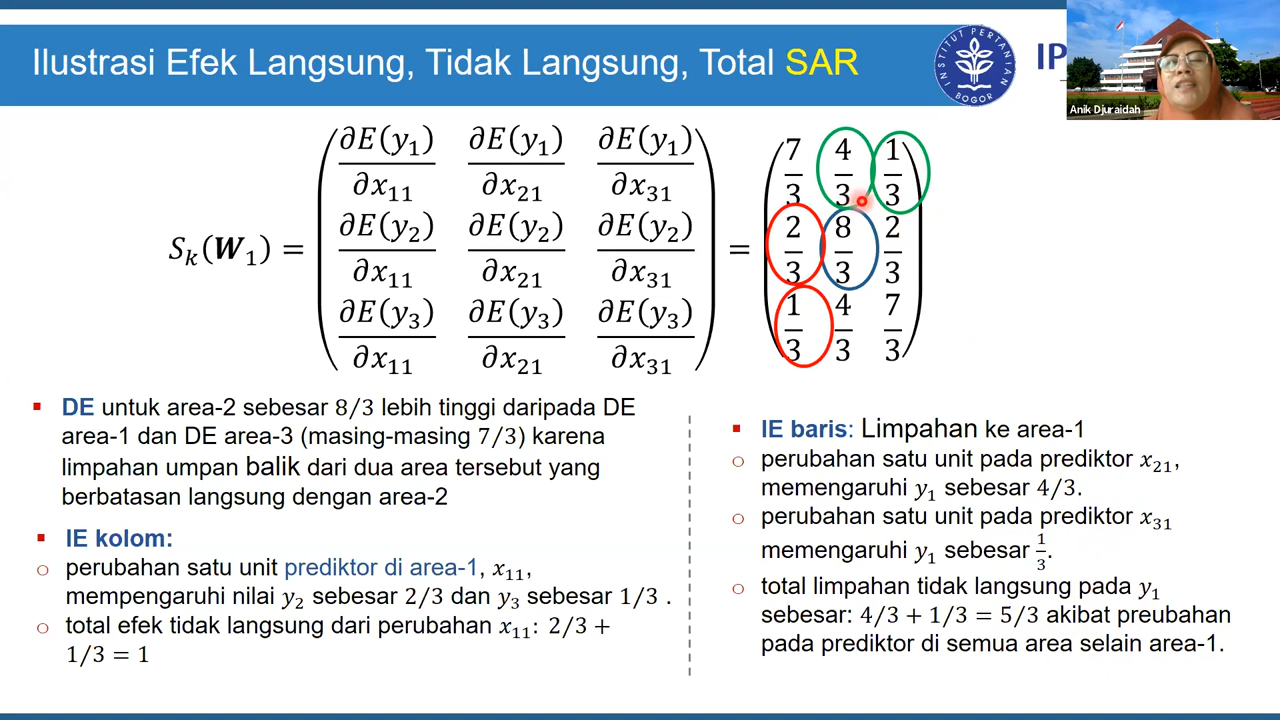 Ilustrasi Efek Langsung, Tidak Langsung, Total SAR
INSTITUT PERTANIAN
BOGOR
IP
Anik Djuraidah
S_k(W_1) = (∂E(y_1)/∂x_11 ∂E(y_1)/∂x_21 ∂E(y_1)/∂x_31
∂E(y_2)/∂x_11 ∂E(y_2)/∂x_21 ∂E(y_2)/∂x_31
∂E(y_3)/∂x_11 ∂E(y_3)/∂x_21 ∂E(y_3)/∂x_31)
= (7/3 4/3 1/3
2/3 8/3 2/3
1/3 4/3 7/3)
▪ DE untuk area-2 sebesar 8/3 lebih tinggi daripada DE
area-1 dan DE area-3 (masing-masing 7/3) karena
limpahan umpan balik dari dua area tersebut yang
berbatasan langsung dengan area-2
▪ IE kolom:
○ perubahan satu unit prediktor di area-1, x_11,
mempengaruhi nilai y_2 sebesar 2/3 dan y_3 sebesar 1/3 .
○ total efek tidak langsung dari perubahan x_11: 2/3 +
1/3 = 1
▪ IE baris: Limpahan ke area-1
○ perubahan satu unit pada prediktor x_21,
memengaruhi y_1 sebesar 4/3.
○ perubahan satu unit pada prediktor x_31
memengaruhi y_1 sebesar 1/3.
○ total limpahan tidak langsung pada y_1
sebesar: 4/3 + 1/3 = 5/3 akibat preubahan
pada prediktor di semua area selain area-1.